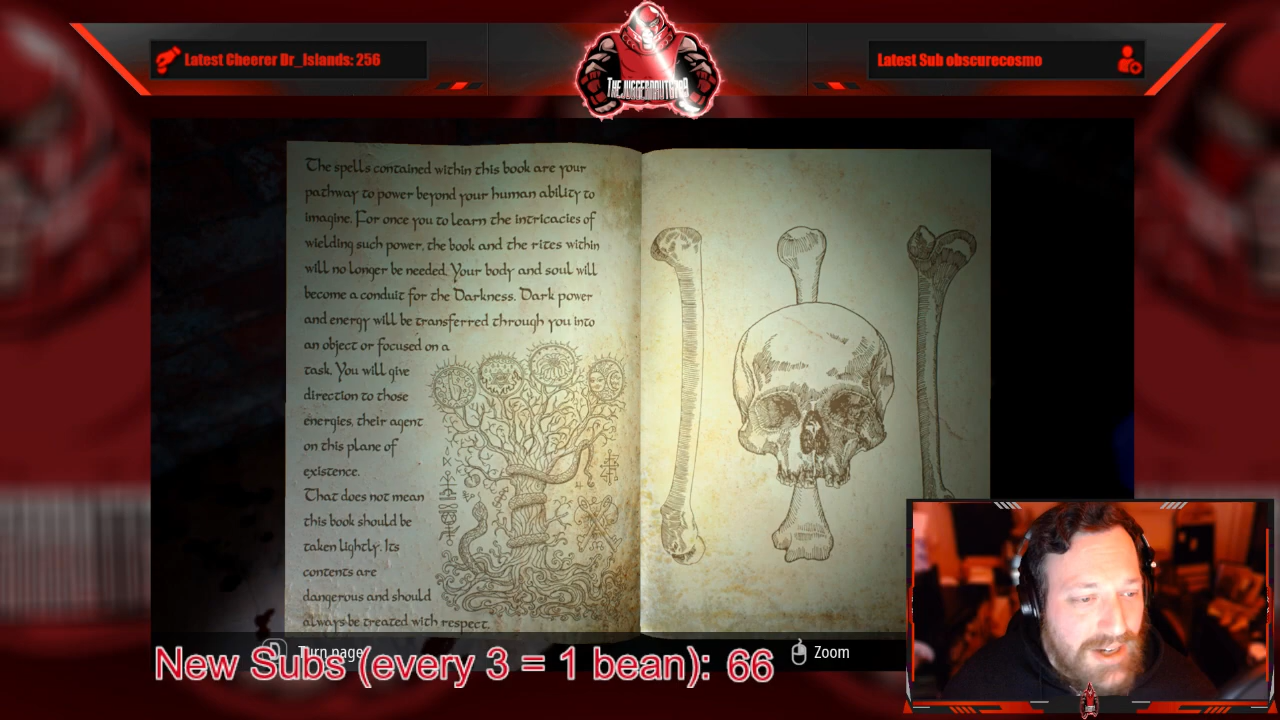 Latest Cheerer Dr_Islands: 256
Latest Sub obscurecosmo
The spells contained within this book are your
pathway to power beyond your human ability to
imagine. For once you to learn the intricacies of
wielding such power, the book and the rites within
will no longer be needed. Your body and soul will
become a conduit for the Darkness. Dark power
and energy will be transferred through you into
an object or focused on a
task. You will give
direction to those
energies, their agent
on this plane of
existence.
That does not mean
this book should be
taken lightly. Its
contents are
dangerous and should
always be treated with respect.
Turn page
Zoom
New Subs (every 3 = 1 bean): 66